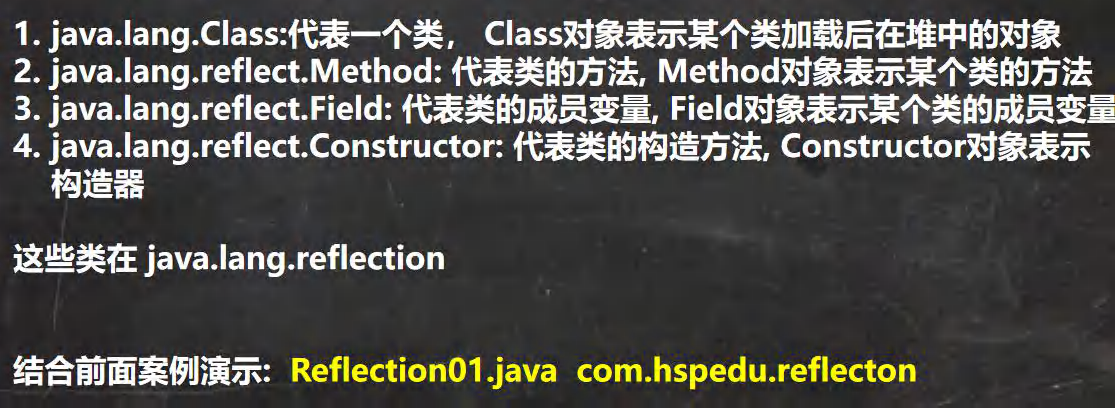 1. java.lang.Class:代表一个类， Class对象表示某个类加载后在堆中的对象
2. java.lang.reflect.Method: 代表类的方法, Method对象表示某个类的方法
3. java.lang.reflect.Field: 代表类的成员变量, Field对象表示某个类的成员变量
4. java.lang.reflect.Constructor: 代表类的构造方法, Constructor对象表示
构造器
这些类在 java.lang.reflection
结合前面案例演示: Reflection01.java com.hspedu.reflecton